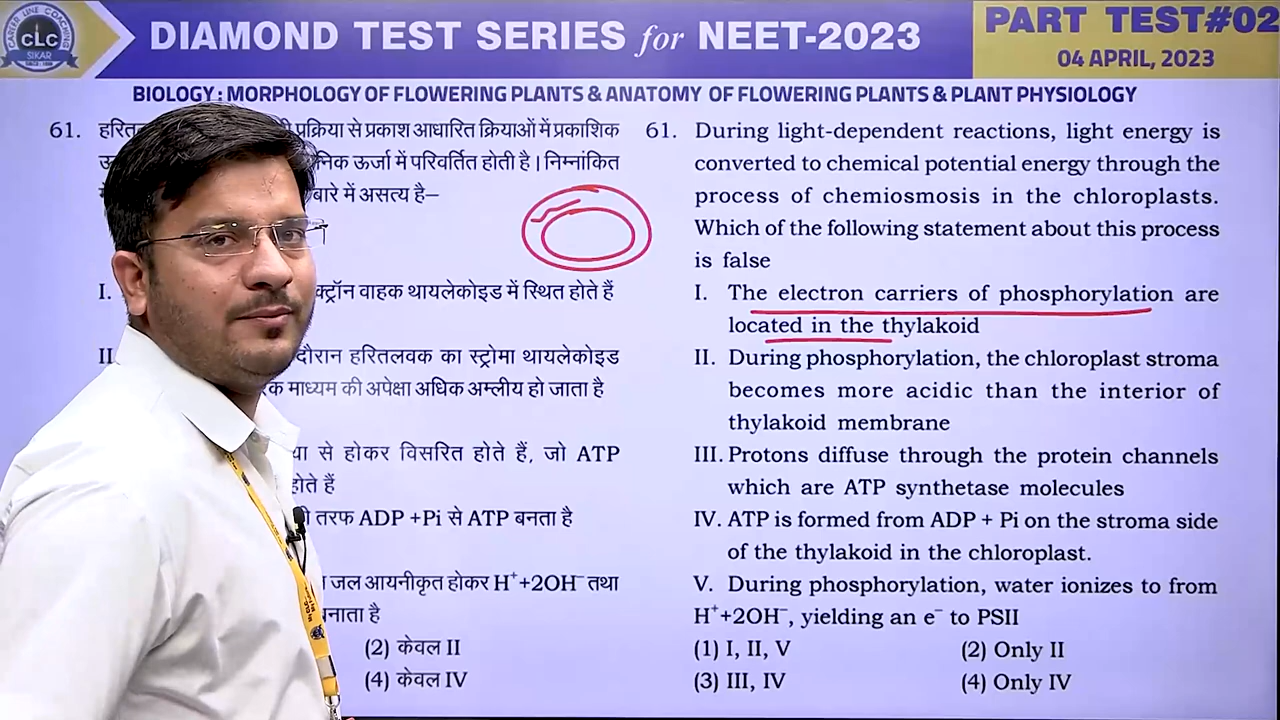 CAREER LINE COACHING
CLC
SIKAR
DIAMOND TEST SERIES for NEET-2023
PART TEST#02
04 APRIL, 2023
BIOLOGY : MORPHOLOGY OF FLOWERING PLANTS & ANATOMY OF FLOWERING PLANTS & PLANT PHYSIOLOGY
61. प्रक्रिया से प्रकाश आधारित क्रियाओं में प्रकाशिक
ऊर्जा में परिवर्तित होती है। निम्नांकित
बारे में असत्य है–
I. वाहक थायलेकोइड में स्थित होते हैं
II. दौरान हरितलवक का स्ट्रोमा थायलेकोइड
माध्यम की अपेक्षा अधिक अम्लीय हो जाता है
से होकर विसरित होते हैं, जो ATP
होते हैं
तरफ ADP +Pi से ATP बनता है
जल आयनीकृत होकर H⁺+2OH⁻ तथा
बनाता है
(2) केवल II
(4) केवल IV
61. During light-dependent reactions, light energy is
converted to chemical potential energy through the
process of chemiosmosis in the chloroplasts.
Which of the following statement about this process
is false
I. The electron carriers of phosphorylation are
located in the thylakoid
II. During phosphorylation, the chloroplast stroma
becomes more acidic than the interior of
thylakoid membrane
III. Protons diffuse through the protein channels
which are ATP synthetase molecules
IV. ATP is formed from ADP + Pi on the stroma side
of the thylakoid in the chloroplast.
V. During phosphorylation, water ionizes to from
H⁺+2OH⁻, yielding an e⁻ to PSII
(1) I, II, V (2) Only II
(3) III, IV (4) Only IV